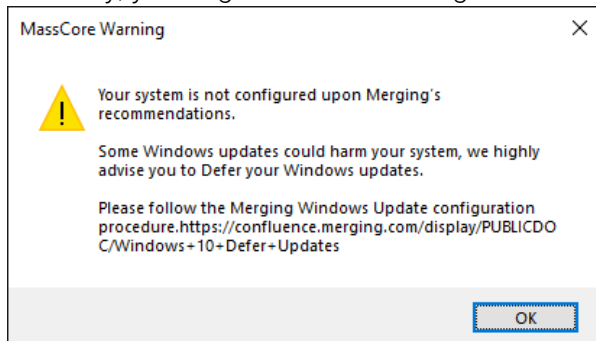 MassCore Warning
Your system is not configured upon Merging's
recommendations.
Some Windows updates could harm your system, we highly
advise you to Defer your Windows updates.
Please follow the Merging Windows Update configuration
procedure.https://confluence.merging.com/display/PUBLICDO
C/Windows+10+Defer+Updates
OK